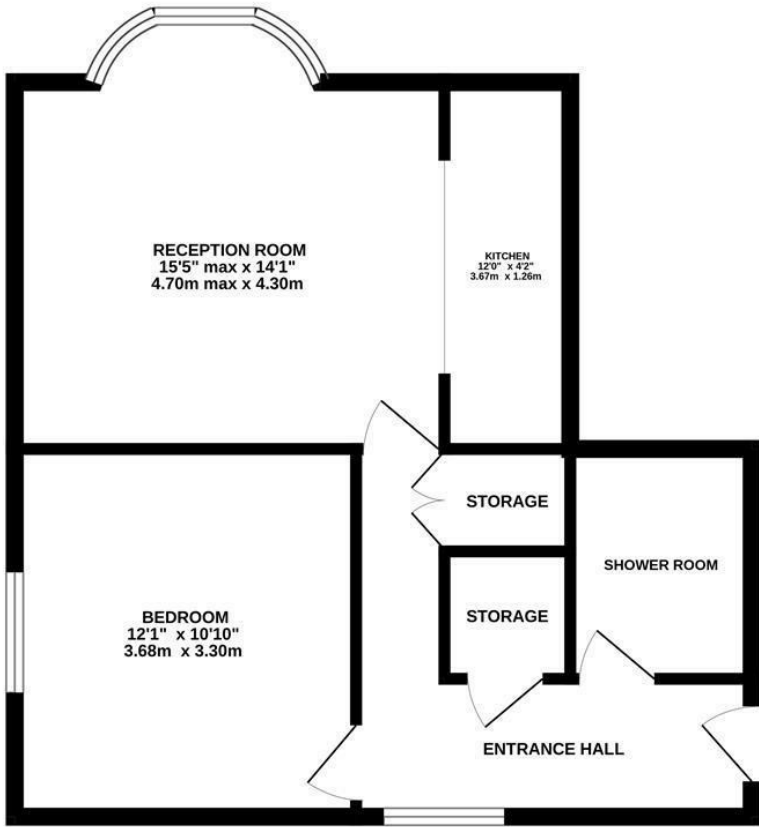 RECEPTION ROOM
15'5" max x 14'1"
4.70m max x 4.30m
KITCHEN
12'0" x 4'2"
3.67m x 1.26m
STORAGE
SHOWER ROOM
STORAGE
BEDROOM
12'1" x 10'10"
3.68m x 3.30m
ENTRANCE HALL